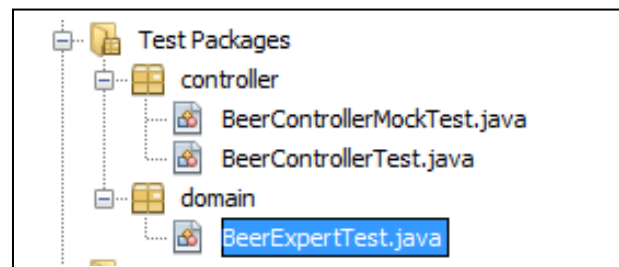 Test Packages
controller
BeerControllerMockTest.java
BeerControllerTest.java
domain
BeerExpertTest.java